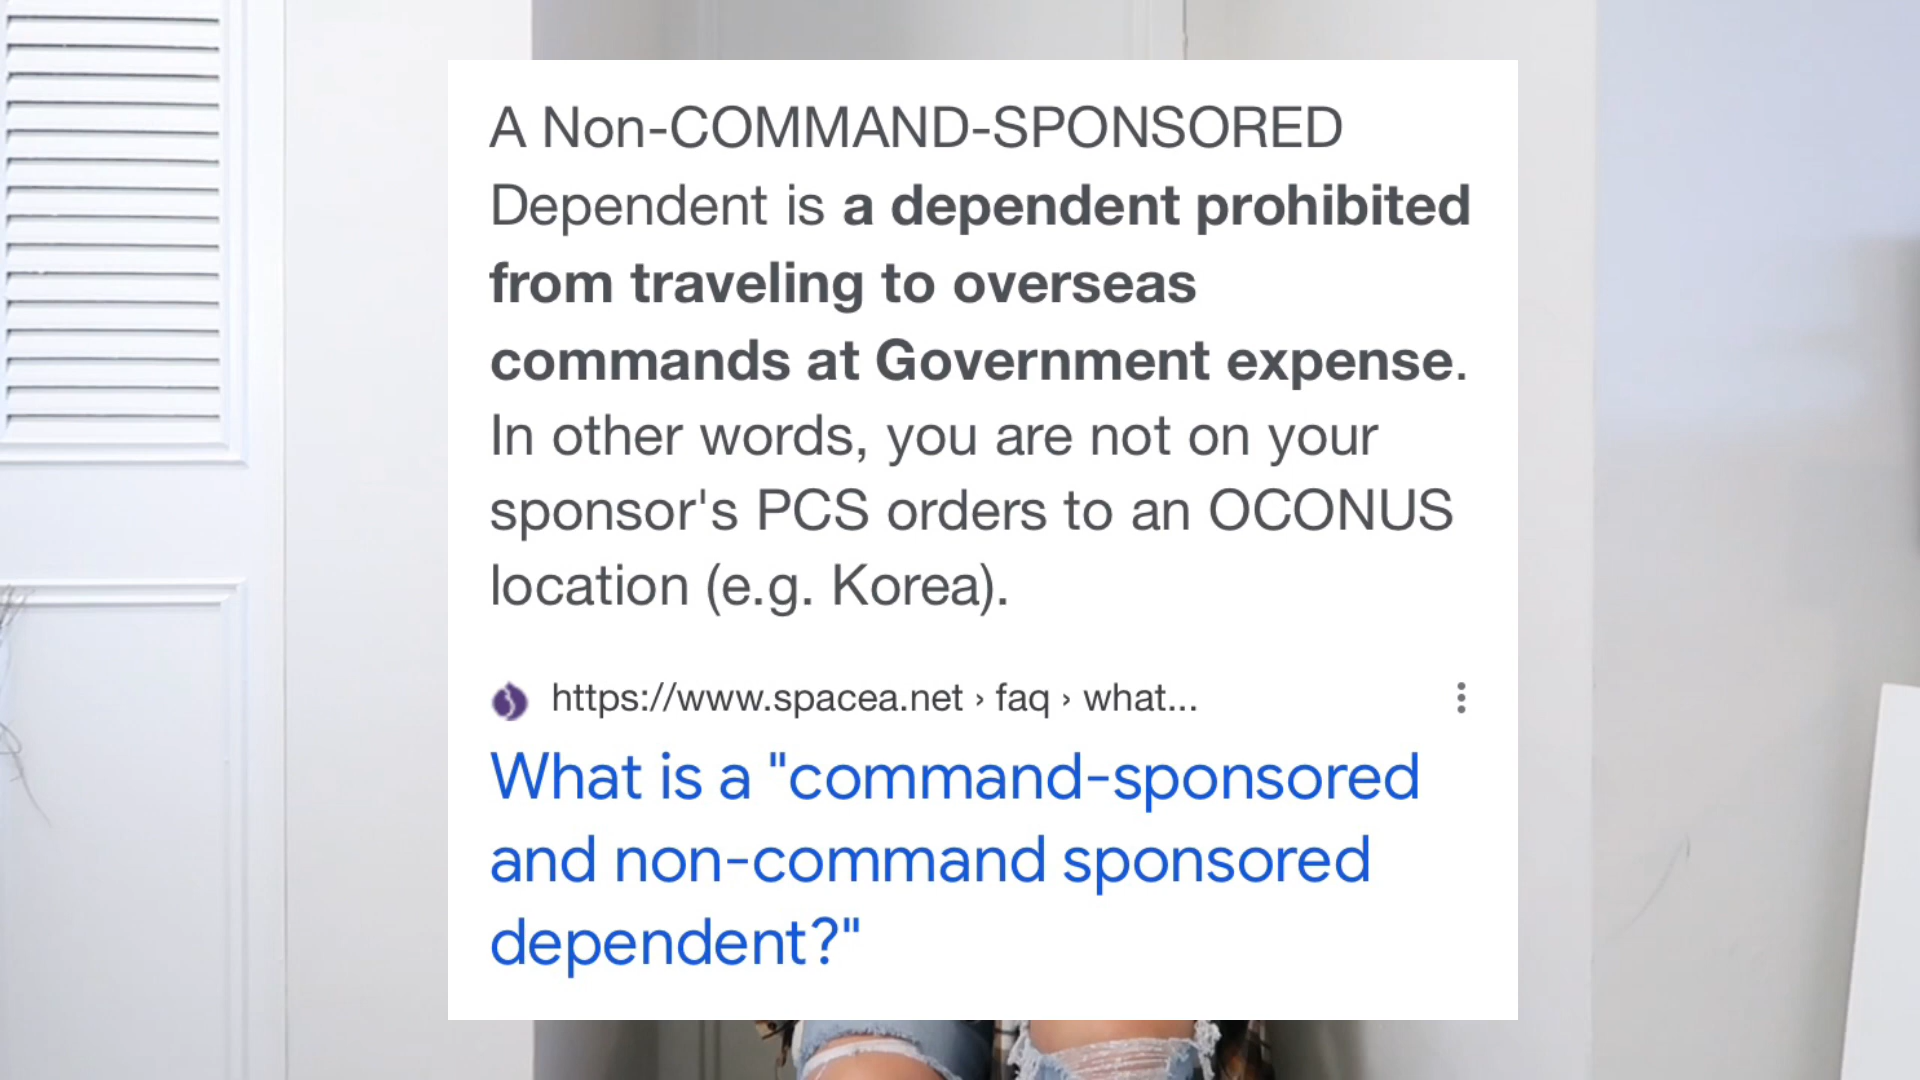 A Non-COMMAND-SPONSORED
Dependent is a dependent prohibited
from traveling to overseas
commands at Government expense.
In other words, you are not on your
sponsor's PCS orders to an OCONUS
location (e.g. Korea).
https://www.spacea.net › faq › what...
What is a "command-sponsored
and non-command sponsored
dependent?"